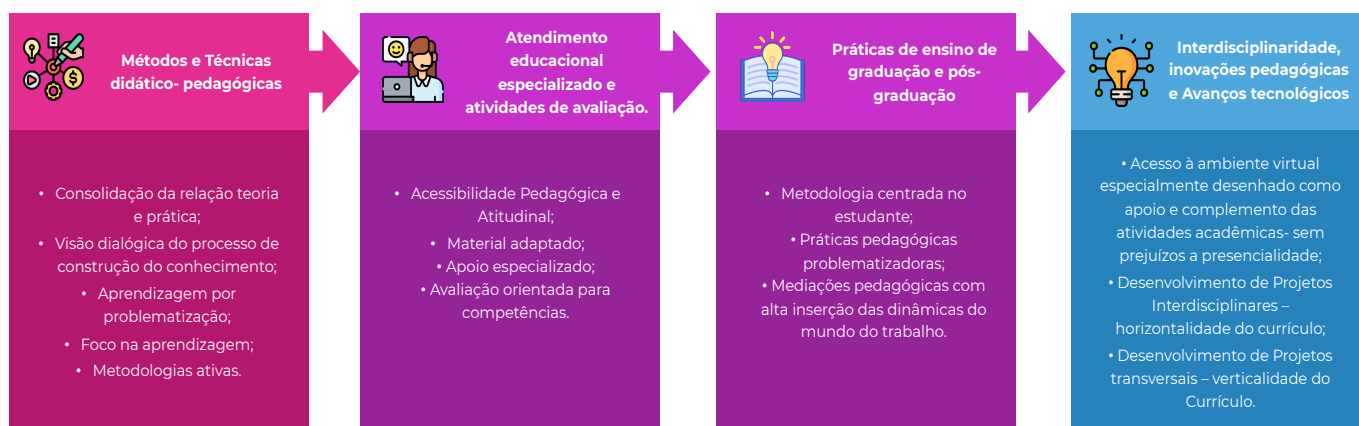 Métodos e Técnicas
didático- pedagógicas
• Consolidação da relação teoria
e prática;
• Visão dialógica do processo de
construção do conhecimento;
• Aprendizagem por
problematização;
• Foco na aprendizagem;
• Metodologias ativas.
Atendimento
educacional
especializado e
atividades de avaliação.
• Acessibilidade Pedagógica e
Atitudinal;
• Material adaptado;
• Apoio especializado;
• Avaliação orientada para
competências.
Práticas de ensino de
graduação e pós-
graduação
• Metodologia centrada no
estudante;
• Práticas pedagógicas
problematizadoras;
• Mediações pedagógicas com
alta inserção das dinâmicas do
mundo do trabalho.
Interdisciplinaridade,
inovações pedagógicas
e Avanços tecnológicos
• Acesso à ambiente virtual
especialmente desenhado como
apoio e complemento das
atividades acadêmicas- sem
prejuízos a presencialidade;
• Desenvolvimento de Projetos
Interdisciplinares –
horizontalidade do currículo;
• Desenvolvimento de Projetos
transversais – verticalidade do
Currículo.